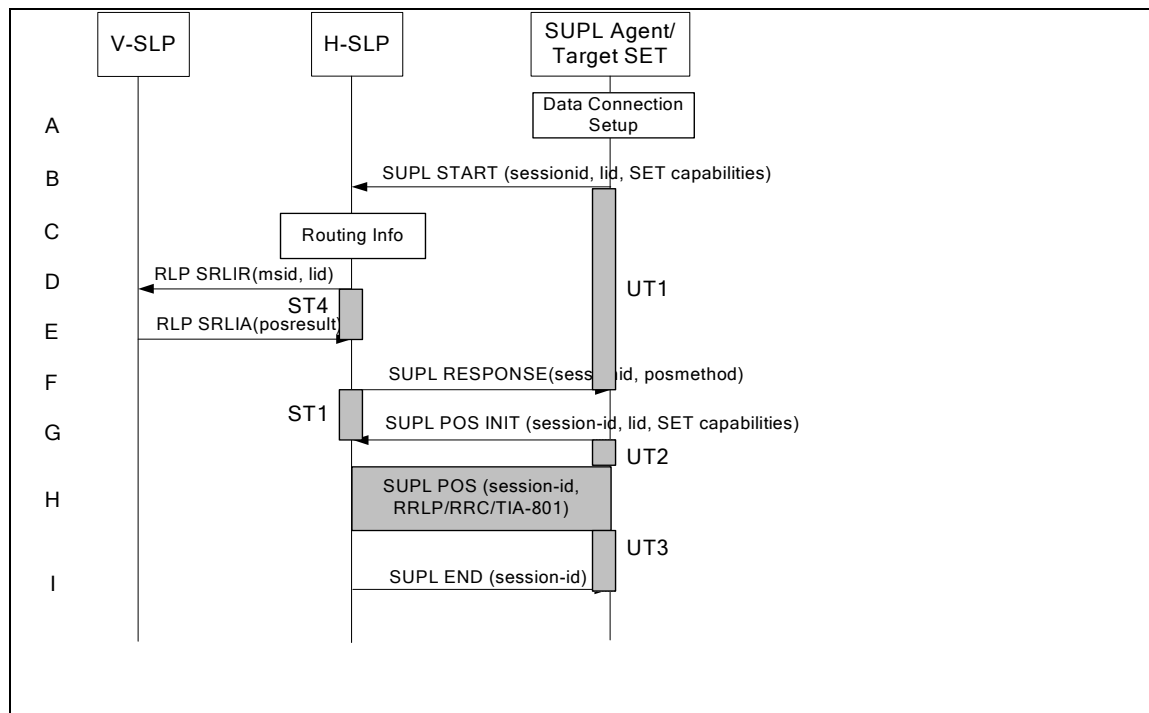 V-SLP
H-SLP
SUPL Agent/
Target SET
A
Data Connection
Setup
B
SUPL START (sessionid, lid, SET capabilities)
C
Routing Info
D
RLP SRLIR(msid, lid)
ST4
UT1
E
RLP SRLIA(posresult)
F
SUPL RESPONSE(session-id, posmethod)
ST1
G
SUPL POS INIT (session-id, lid, SET capabilities)
UT2
H
SUPL POS (session-id,
RRLP/RRC/TIA-801)
UT3
I
SUPL END (session-id)